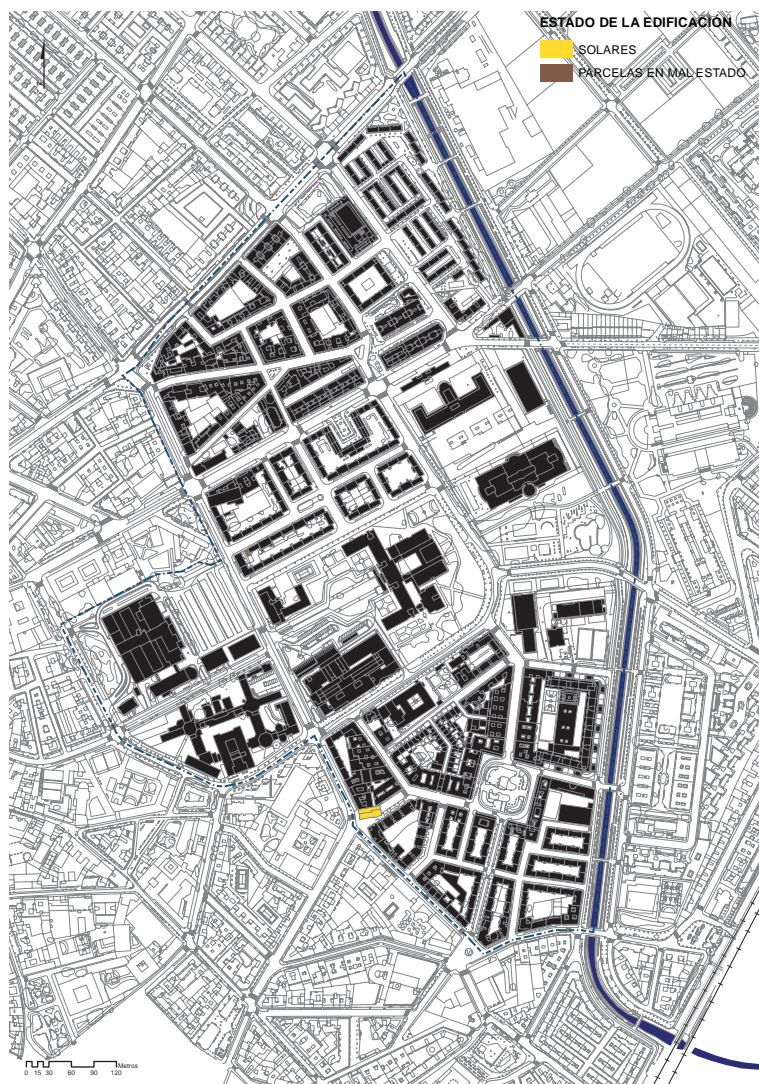 ESTADO DE LA EDIFICACIÓN
SOLARES
PARCELAS EN MAL ESTADO
Metros
0 15 30 60 90 120